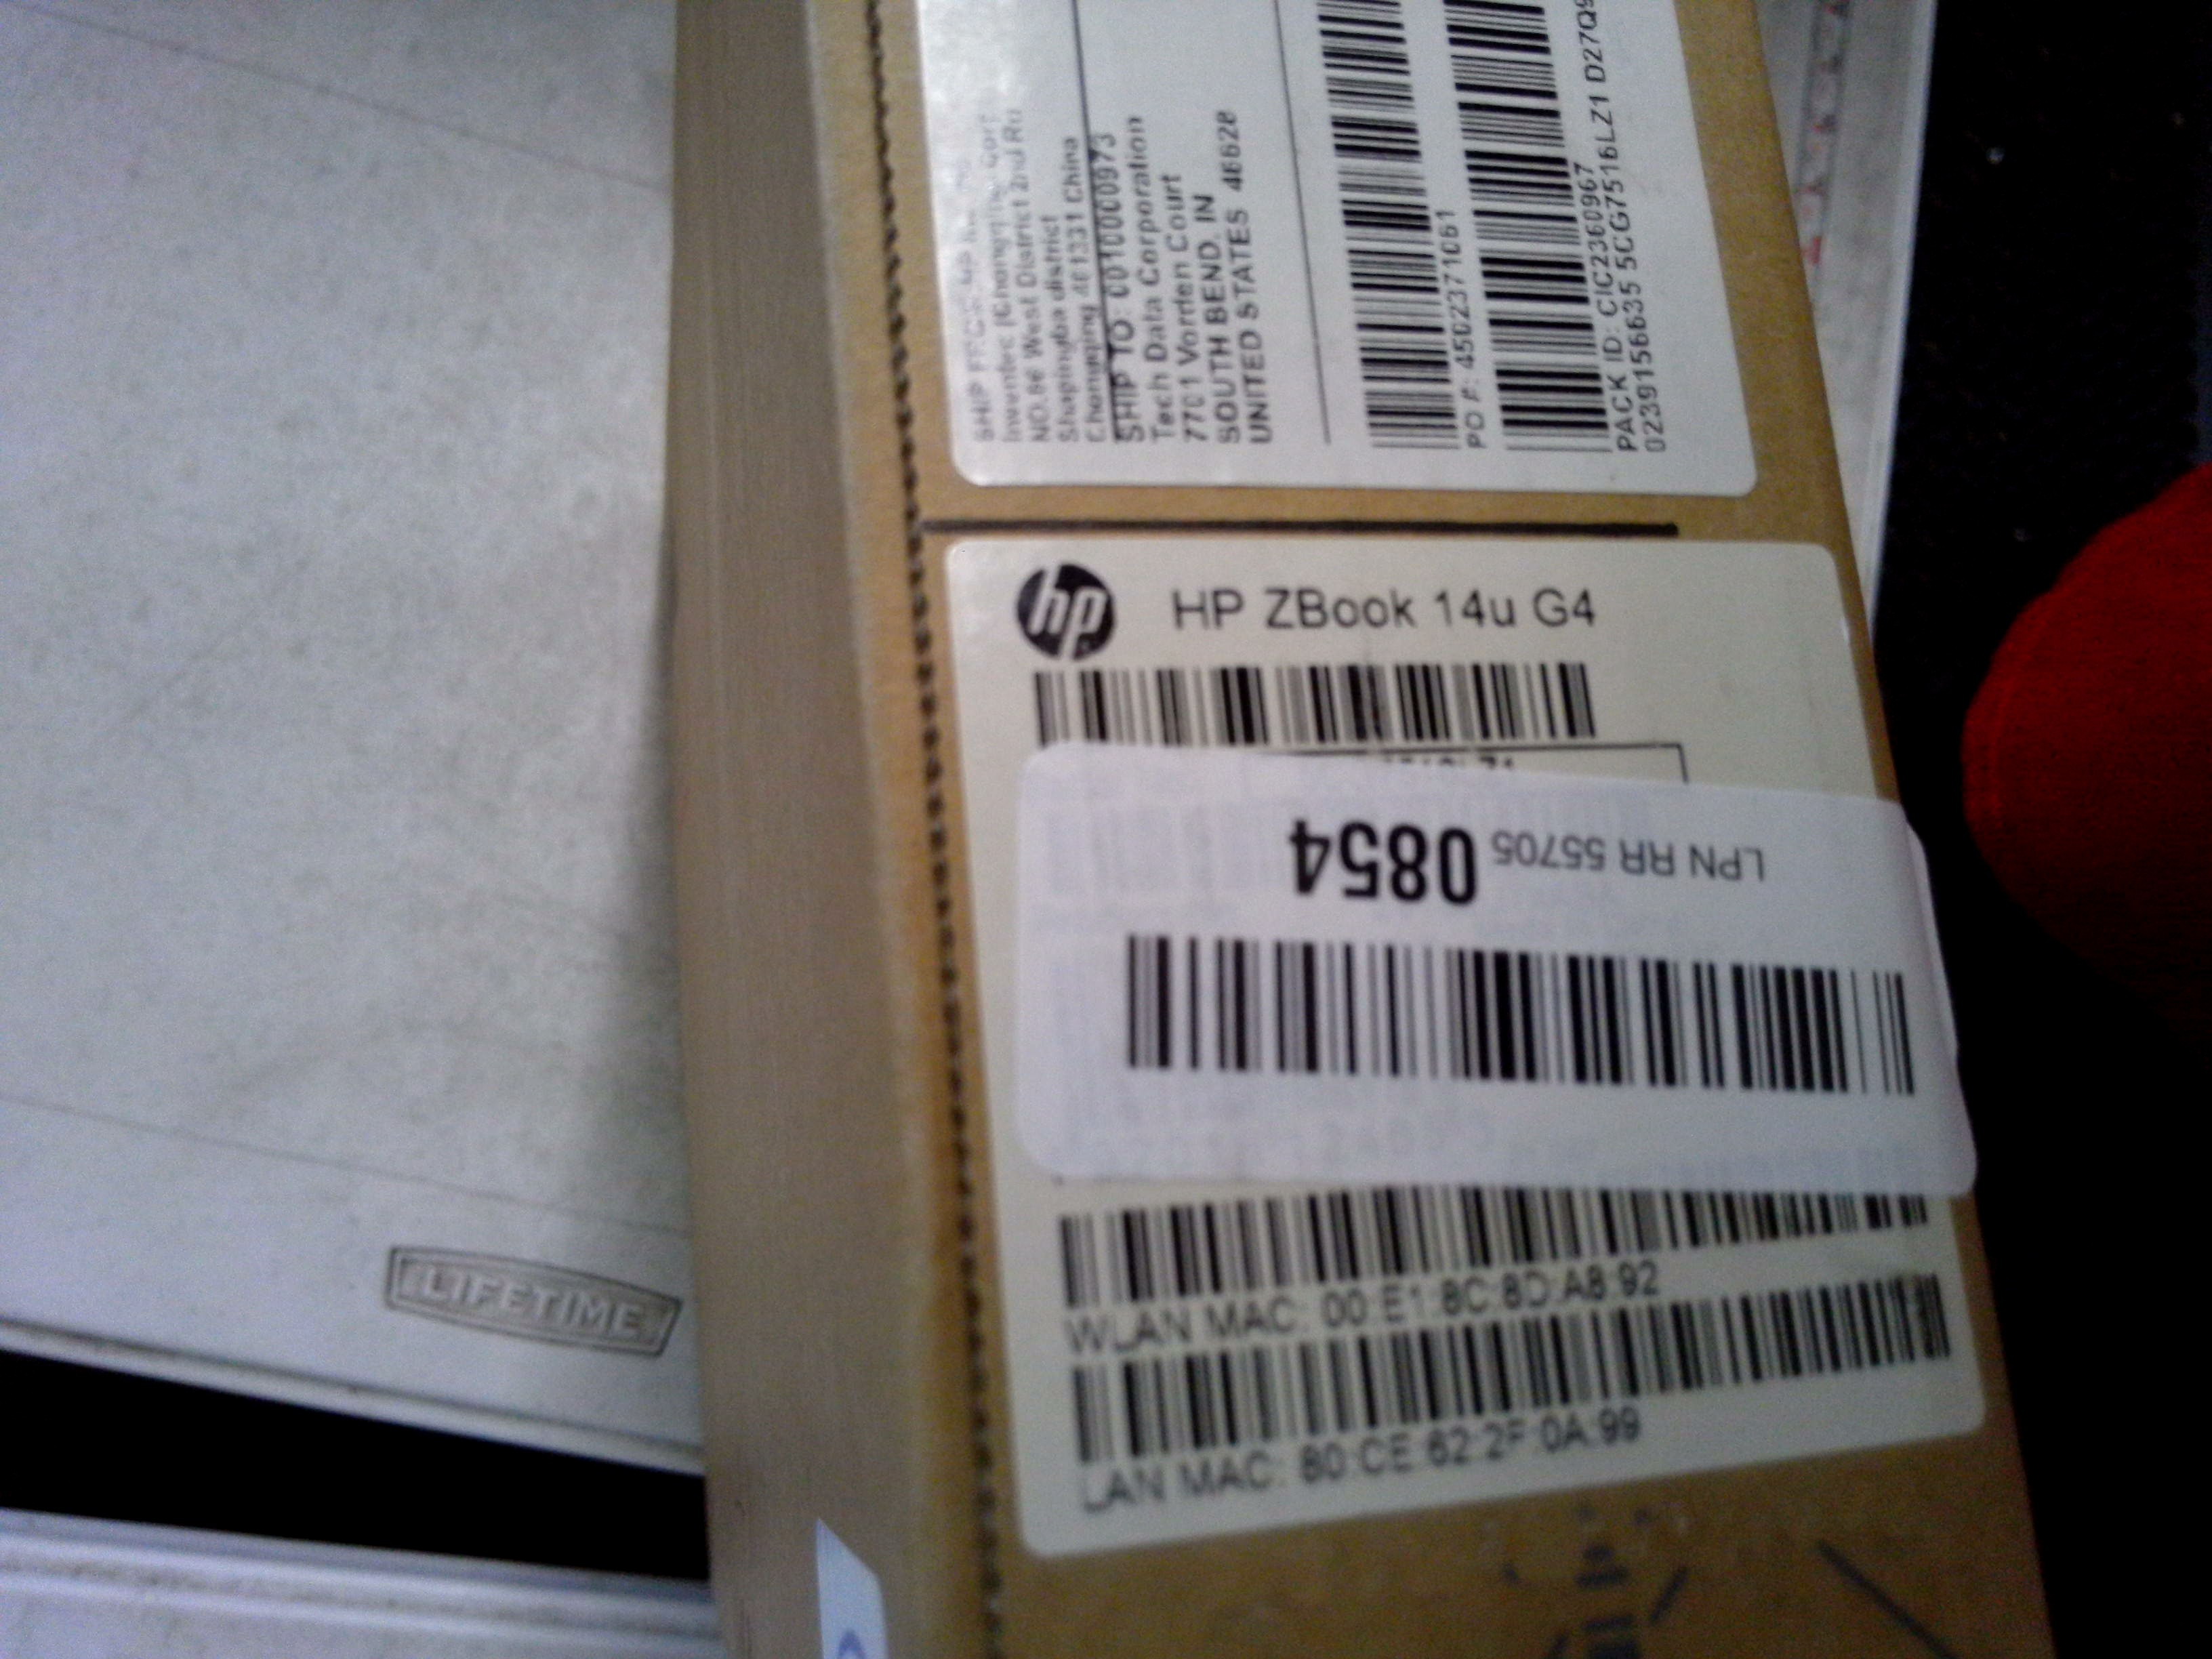 SHIP TO: 0010000973
Tech Data Corporation
7701 Vorden Court
SOUTH BEND, IN
UNITED STATES 46628
PO #: 4502371061
PACK ID: CIC2360967
0239156635 5CG7516LZ1
hp
HP ZBook 14u G4
LPN RR 55705 0854
WLAN MAC: 00:E1:8C:8D:A8:92
LAN MAC: 80:CE:62:2F:0A:99
LIFETIME